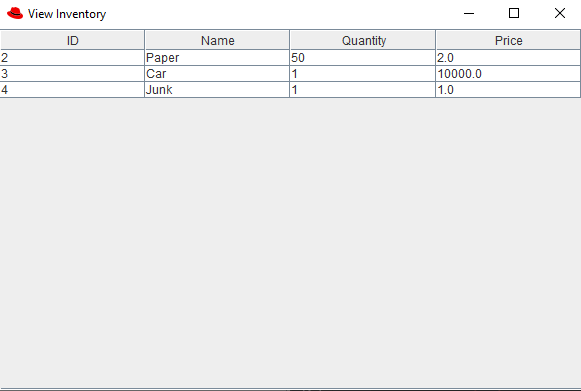 View Inventory
ID Name Quantity Price
2 Paper 50 2.0
3 Car 1 10000.0
4 Junk 1 1.0